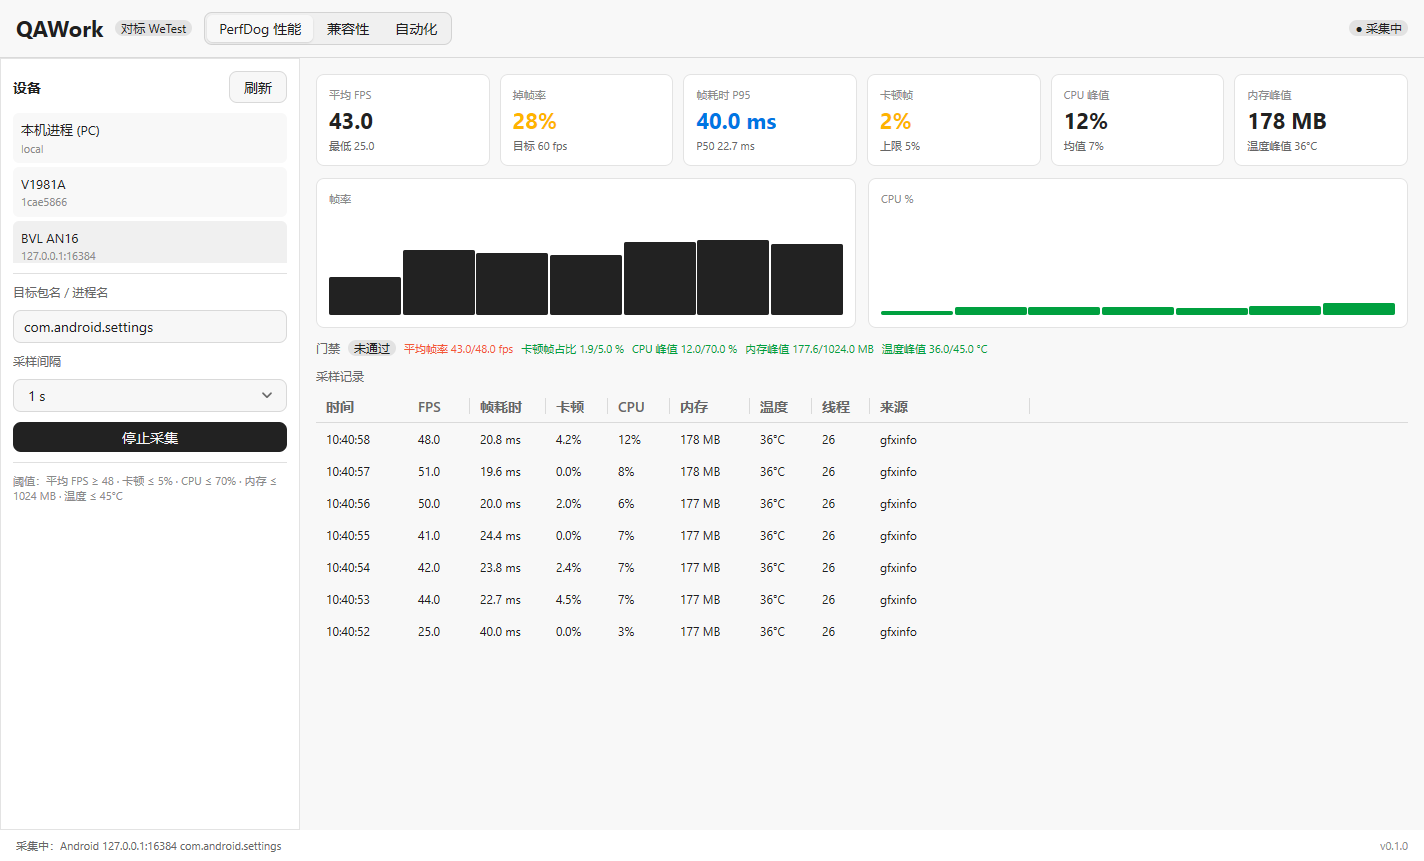 QAWork 对标 WeTest PerfDog 性能 兼容性 自动化 ● 采集中
设备 刷新
本机进程 (PC)
local
V1981A
1cae5866
BVL AN16
127.0.0.1:16384
目标包名 / 进程名
com.android.settings
采样间隔
1 s
停止采集
阈值：平均 FPS ≥ 48 · 卡顿 ≤ 5% · CPU ≤ 70% · 内存 ≤
1024 MB · 温度 ≤ 45°C
平均 FPS
43.0
最低 25.0
掉帧率
28%
目标 60 fps
帧耗时 P95
40.0 ms
P50 22.7 ms
卡顿帧
2%
上限 5%
CPU 峰值
12%
均值 7%
内存峰值
178 MB
温度峰值 36°C
帧率
CPU %
门禁 未通过 平均帧率 43.0/48.0 fps 卡顿帧占比 1.9/5.0 % CPU 峰值 12.0/70.0 % 内存峰值 177.6/1024.0 MB 温度峰值 36.0/45.0 °C
采样记录
时间 FPS 帧耗时 卡顿 CPU 内存 温度 线程 来源
10:40:58 48.0 20.8 ms 4.2% 12% 178 MB 36°C 26 gfxinfo
10:40:57 51.0 19.6 ms 0.0% 8% 178 MB 36°C 26 gfxinfo
10:40:56 50.0 20.0 ms 2.0% 6% 177 MB 36°C 26 gfxinfo
10:40:55 41.0 24.4 ms 0.0% 7% 177 MB 36°C 26 gfxinfo
10:40:54 42.0 23.8 ms 2.4% 7% 177 MB 36°C 26 gfxinfo
10:40:53 44.0 22.7 ms 4.5% 7% 177 MB 36°C 26 gfxinfo
10:40:52 25.0 40.0 ms 0.0% 3% 177 MB 36°C 26 gfxinfo
采集中：Android 127.0.0.1:16384 com.android.settings v0.1.0